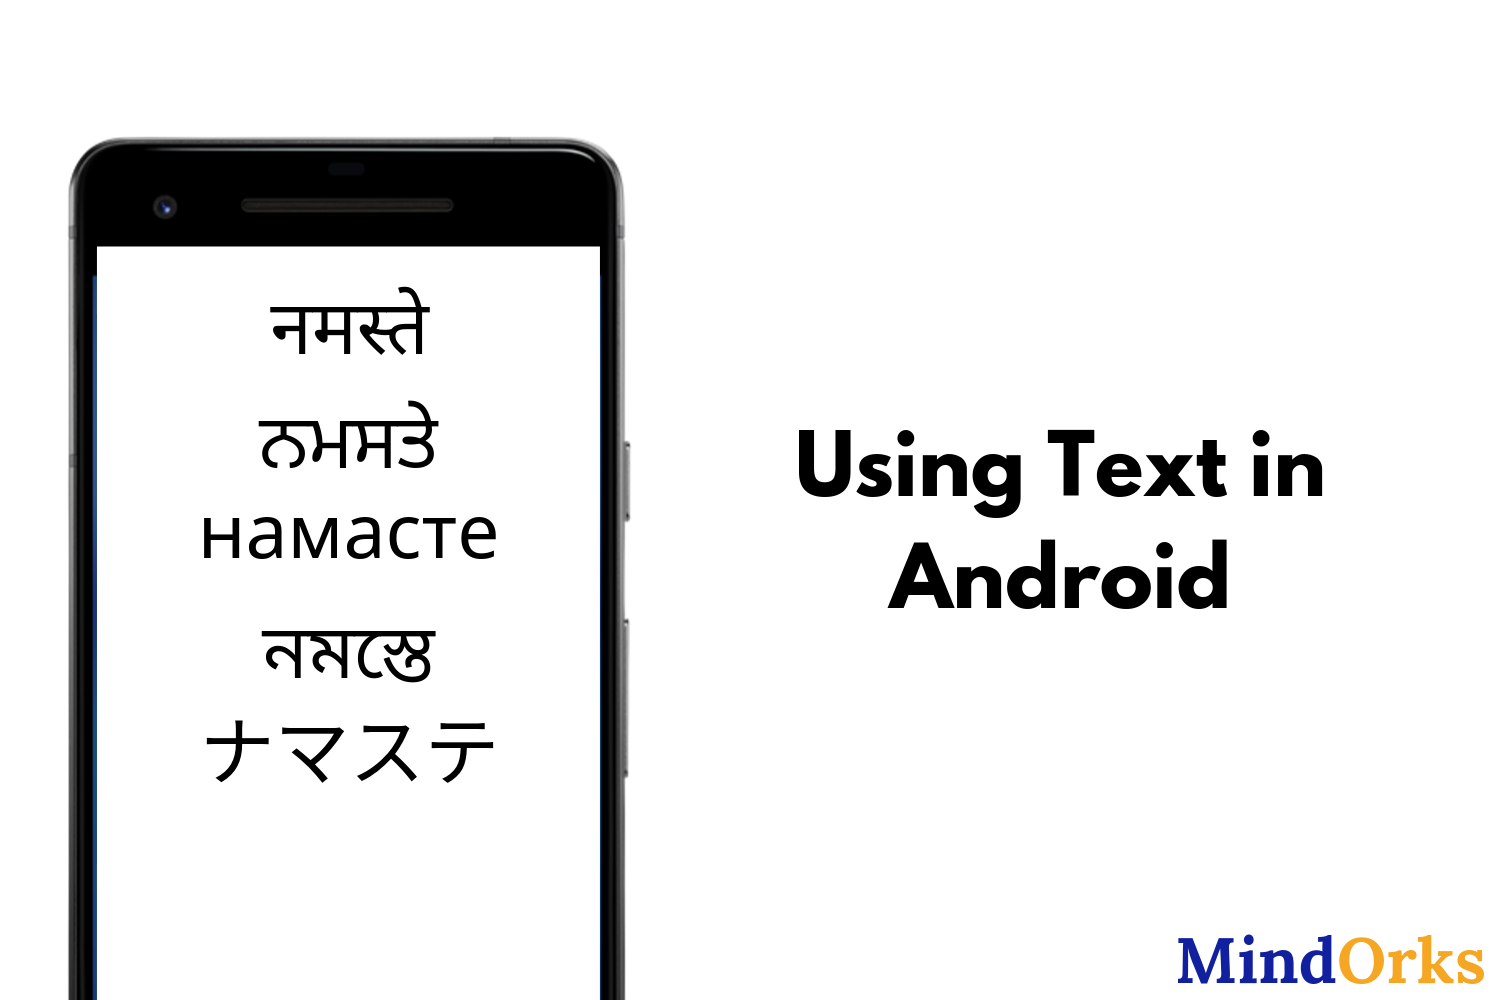 नमस्ते
ਨਮਸਤੇ
намасте
নমস্তে
ナマステ
Using Text in
Android
MindOrks